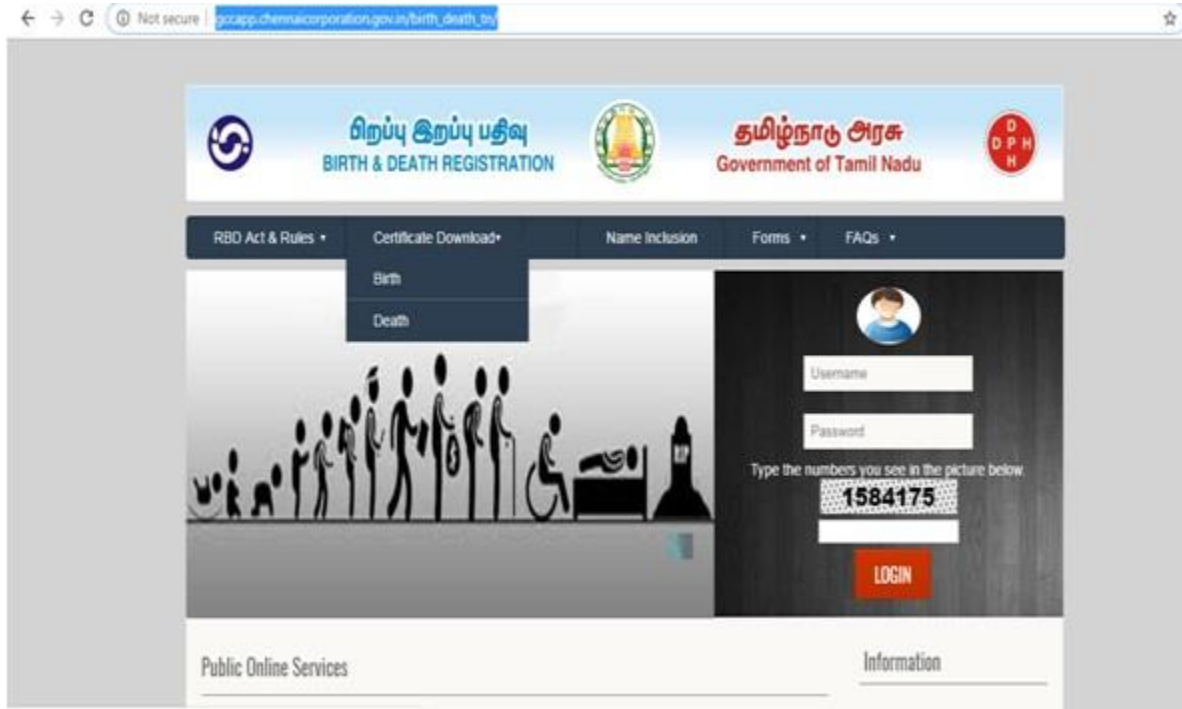 Not secure | gccapp.chennaicorporation.gov.in/birth_death_tn/
பிறப்பு இறப்பு பதிவு
BIRTH & DEATH REGISTRATION
தமிழ்நாடு அரசு
Government of Tamil Nadu
D
D P H
H
RBD Act & Rules
Certificate Download
Name Inclusion
Forms
FAQs
Birth
Death
RIP
Username
Password
Type the numbers you see in the picture below.
1584175
LOGIN
Public Online Services
Information